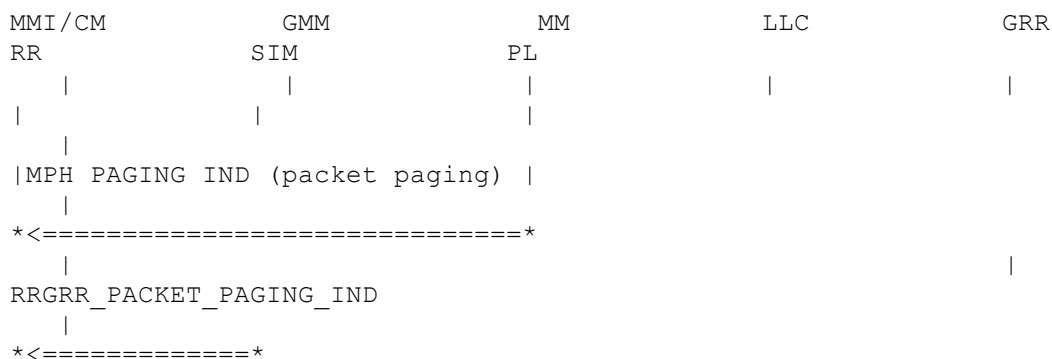 MMI/CM GMM MM LLC GRR
RR SIM PL
| | | | |
| | |
|
|MPH PAGING IND (packet paging) |
|
*<==============================*
| |
RRGRR_PACKET_PAGING_IND
|
*<=============*